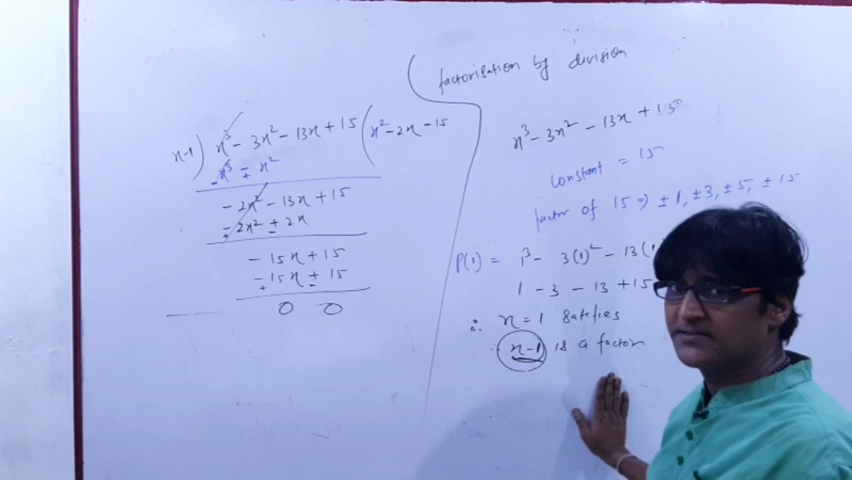 x-1) x³ - 3x² - 13x + 15 ( x² - 2x - 15
-x³ ∓ x²
- 2x² - 13x + 15
- 2x² ± 2x
- 15x + 15
- 15x ± 15
0 0
factorisation by division
x³ - 3x² - 13x + 15
constant = 15
factor of 15 => ±1, ±3, ±5, ±15
P(1) = 1³ - 3(1)² - 13(1
1 - 3 - 13 + 15
∴ x = 1 satisfies
x-1 is a factor